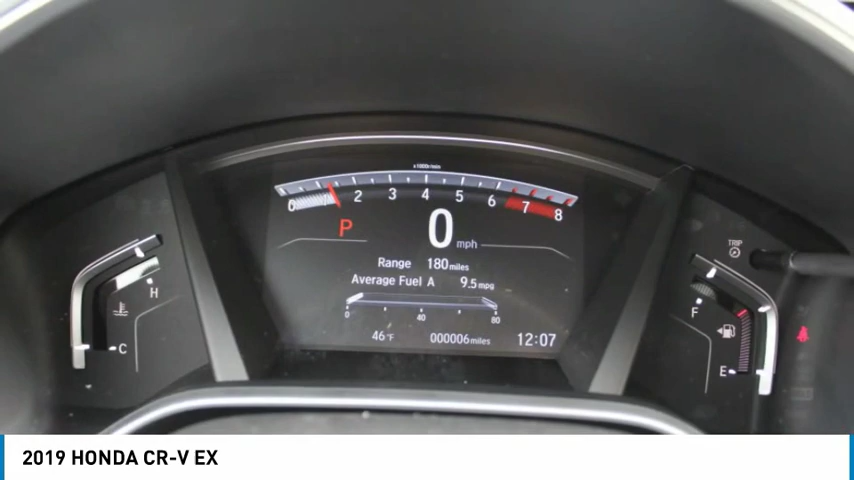 x1000r/min
0 1 2 3 4 5 6 7 8
P 0 mph
Range 180 miles
Average Fuel A 9.5 mpg
0 40 80
46°F 000006 miles 12:07
H
C
TRIP
F
E
2019 HONDA CR-V EX